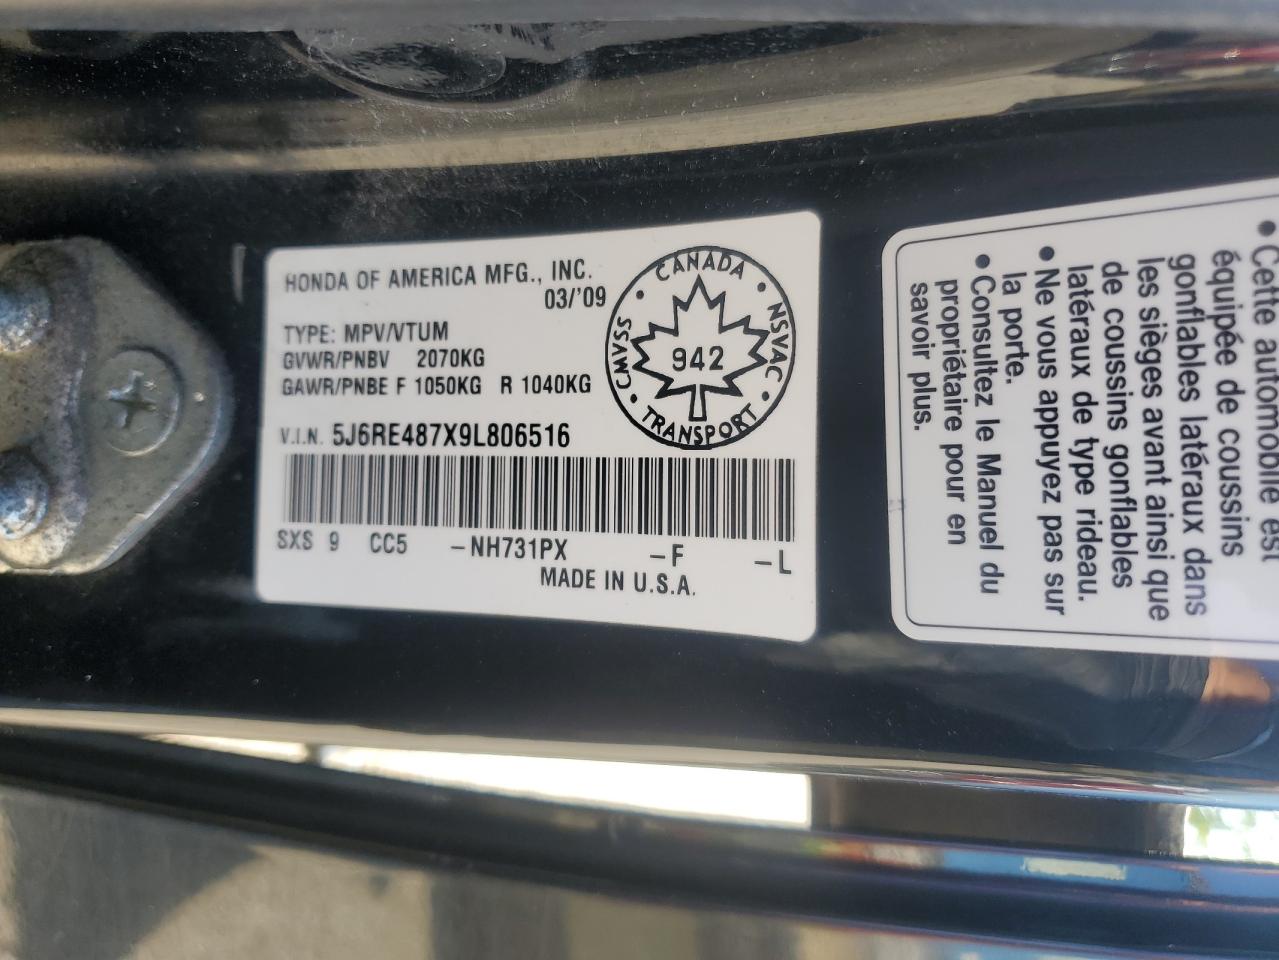 HONDA OF AMERICA MFG., INC.
03/'09
TYPE: MPV/VTUM
GVWR/PNBV 2070KG
GAWR/PNBE F 1050KG R 1040KG
V.I.N. 5J6RE487X9L806516
SXS 9 CC5 -NH731PX -F -L
MADE IN U.S.A.
CANADA
942
TRANSPORT
CMVSS
NSVAC
• Cette automobile est
équipée de coussins
gonflables latéraux dans
les sièges avant ainsi que
de coussins gonflables
latéraux de type rideau.
• Ne vous appuyez pas sur
la porte.
• Consultez le Manuel du
propriétaire pour en
savoir plus.